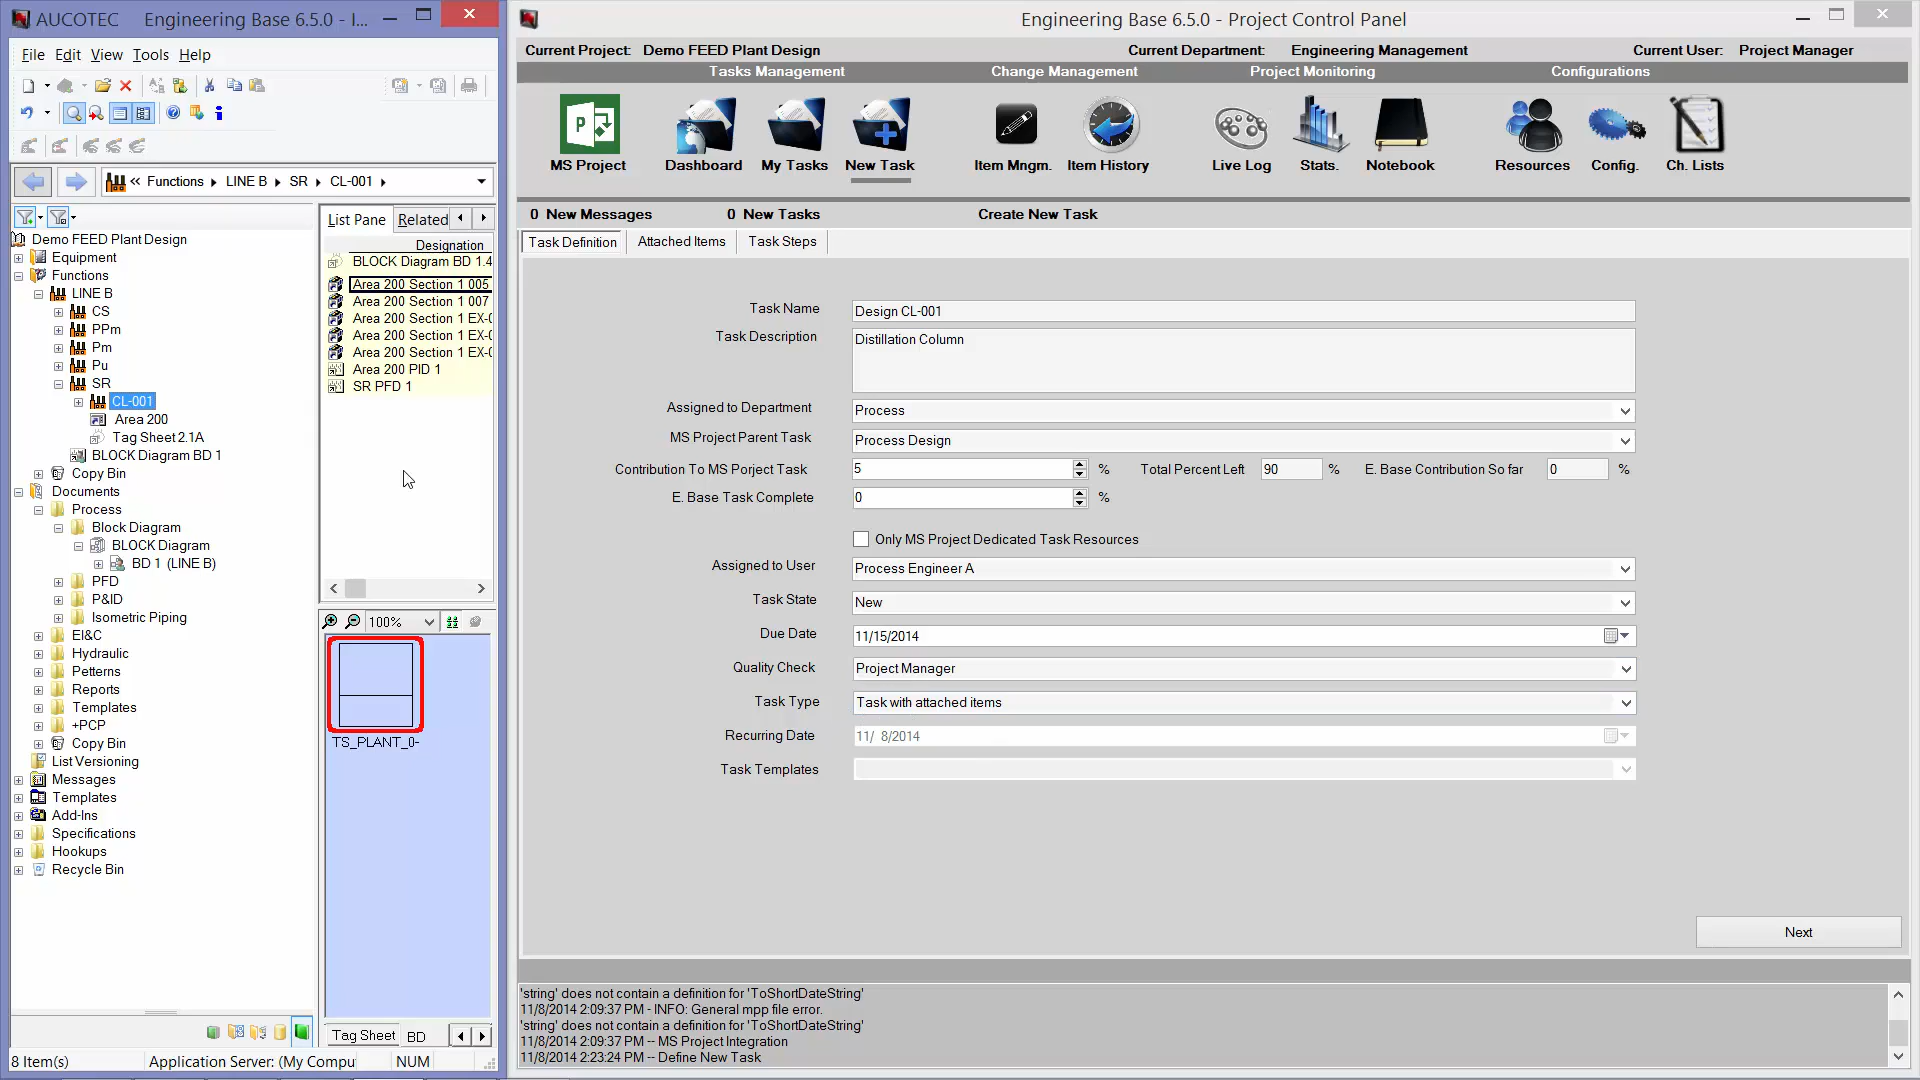 AUCOTEC Engineering Base 6.5.0 - I...
File Edit View Tools Help
« Functions LINE B SR CL-001
Demo FEED Plant Design
Equipment
Functions
LINE B
CS
PPm
Pm
Pu
SR
CL-001
Area 200
Tag Sheet 2.1A
BLOCK Diagram BD 1
Copy Bin
Documents
Process
Block Diagram
BLOCK Diagram
BD 1 (LINE B)
PFD
P&ID
Isometric Piping
EI&C
Hydraulic
Petterns
Reports
Templates
+PCP
Copy Bin
List Versioning
Messages
Templates
Add-Ins
Specifications
Hookups
Recycle Bin
List Pane Related
Designation
BLOCK Diagram BD 1.4
Area 200 Section 1 005
Area 200 Section 1 007
Area 200 Section 1 EX-0
Area 200 Section 1 EX-0
Area 200 Section 1 EX-0
Area 200 PID 1
SR PFD 1
100%
TS_PLANT_0-
Tag Sheet BD
8 Item(s) Application Server: (My Compu NUM
Engineering Base 6.5.0 - Project Control Panel
Current Project: Demo FEED Plant Design Current Department: Engineering Management Current User: Project Manager
Tasks Management Change Management Project Monitoring Configurations
MS Project Dashboard My Tasks New Task Item Mngm. Item History Live Log Stats. Notebook Resources Config. Ch. Lists
0 New Messages 0 New Tasks Create New Task
Task Definition Attached Items Task Steps
Task Name Design CL-001
Task Description Distillation Column
Assigned to Department Process
MS Project Parent Task Process Design
Contribution To MS Porject Task 5 % Total Percent Left 90 % E. Base Contribution So far 0 %
E. Base Task Complete 0 %
Only MS Project Dedicated Task Resources
Assigned to User Process Engineer A
Task State New
Due Date 11/15/2014
Quality Check Project Manager
Task Type Task with attached items
Recurring Date 11/ 8/2014
Task Templates
Next
'string' does not contain a definition for 'ToShortDateString'
11/8/2014 2:09:37 PM - INFO: General mpp file error.
'string' does not contain a definition for 'ToShortDateString'
11/8/2014 2:09:37 PM -- MS Project Integration
11/8/2014 2:23:24 PM -- Define New Task